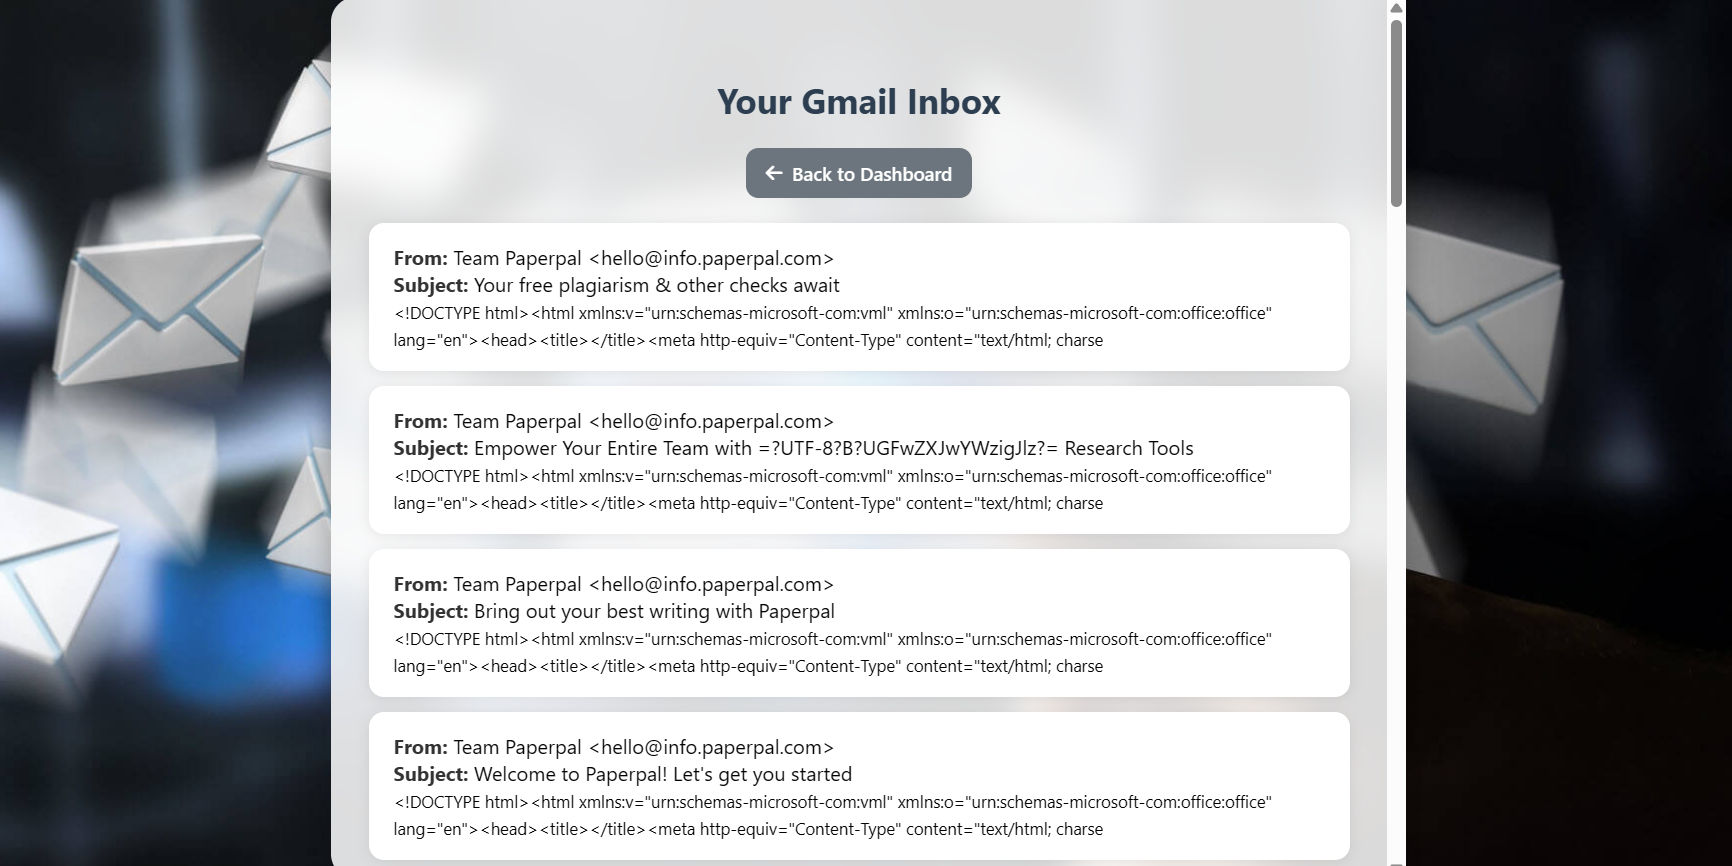 Your Gmail Inbox
← Back to Dashboard
From: Team Paperpal <hello@info.paperpal.com>
Subject: Your free plagiarism & other checks await
<!DOCTYPE html><html xmlns:v="urn:schemas-microsoft-com:vml" xmlns:o="urn:schemas-microsoft-com:office:office"
lang="en"><head><title></title><meta http-equiv="Content-Type" content="text/html; charse
From: Team Paperpal <hello@info.paperpal.com>
Subject: Empower Your Entire Team with =?UTF-8?B?UGFwZXJwYWzigJlz?= Research Tools
<!DOCTYPE html><html xmlns:v="urn:schemas-microsoft-com:vml" xmlns:o="urn:schemas-microsoft-com:office:office"
lang="en"><head><title></title><meta http-equiv="Content-Type" content="text/html; charse
From: Team Paperpal <hello@info.paperpal.com>
Subject: Bring out your best writing with Paperpal
<!DOCTYPE html><html xmlns:v="urn:schemas-microsoft-com:vml" xmlns:o="urn:schemas-microsoft-com:office:office"
lang="en"><head><title></title><meta http-equiv="Content-Type" content="text/html; charse
From: Team Paperpal <hello@info.paperpal.com>
Subject: Welcome to Paperpal! Let's get you started
<!DOCTYPE html><html xmlns:v="urn:schemas-microsoft-com:vml" xmlns:o="urn:schemas-microsoft-com:office:office"
lang="en"><head><title></title><meta http-equiv="Content-Type" content="text/html; charse